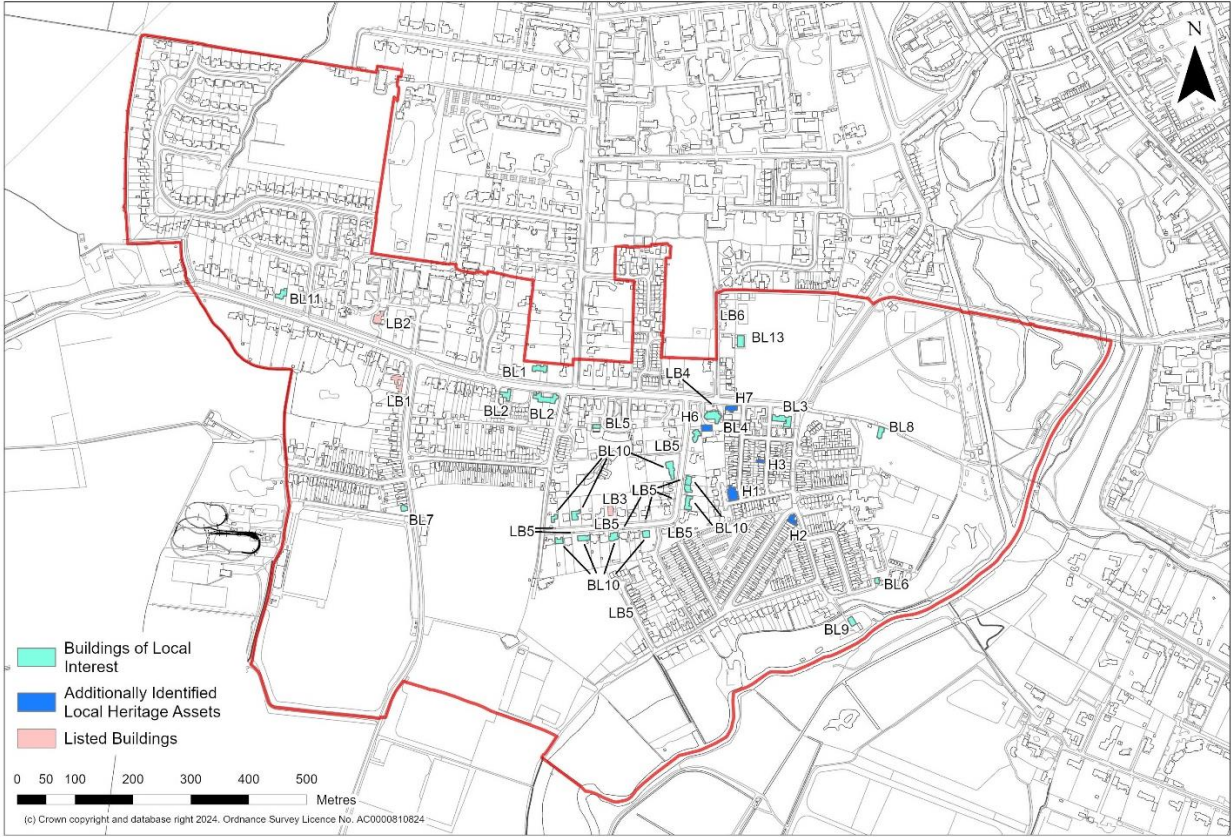 N
BL11
LB2
LB6
BL13
BL1
LB1
LB4
BL2
BL2
H7
H6
BL3
BL4
BL5
BL8
LB5
BL10
H3
LB5
H1
LB3
BL7
LB5
LB5
LB5
BL10
H2
BL10
BL6
LB5
BL9
Buildings of Local
Interest
Additionally Identified
Local Heritage Assets
Listed Buildings
0 50 100 200 300 400 500
Metres
(c) Crown copyright and database right 2024. Ordnance Survey Licence No. AC0000810824